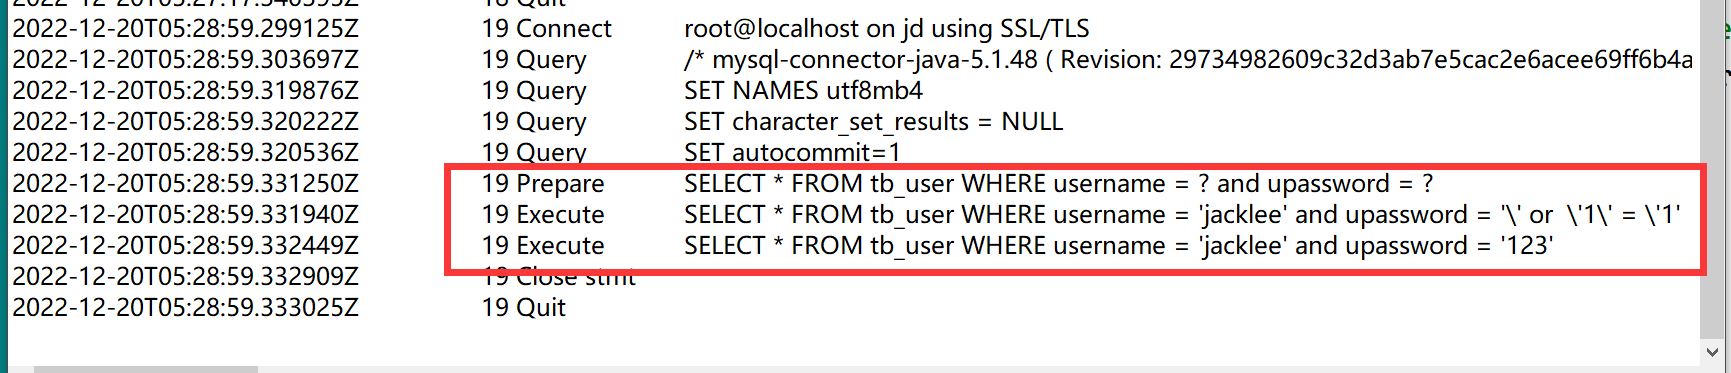 2022-12-20T05:28:59.299125Z 19 Connect root@localhost on jd using SSL/TLS
2022-12-20T05:28:59.303697Z 19 Query /* mysql-connector-java-5.1.48 ( Revision: 29734982609c32d3ab7e5cac2e6acee69ff6b4a
2022-12-20T05:28:59.319876Z 19 Query SET NAMES utf8mb4
2022-12-20T05:28:59.320222Z 19 Query SET character_set_results = NULL
2022-12-20T05:28:59.320536Z 19 Query SET autocommit=1
2022-12-20T05:28:59.331250Z 19 Prepare SELECT * FROM tb_user WHERE username = ? and upassword = ?
2022-12-20T05:28:59.331940Z 19 Execute SELECT * FROM tb_user WHERE username = 'jacklee' and upassword = '\' or  \'1\' = \'1'
2022-12-20T05:28:59.332449Z 19 Execute SELECT * FROM tb_user WHERE username = 'jacklee' and upassword = '123'
2022-12-20T05:28:59.332909Z 19 Close stmt
2022-12-20T05:28:59.333025Z 19 Quit